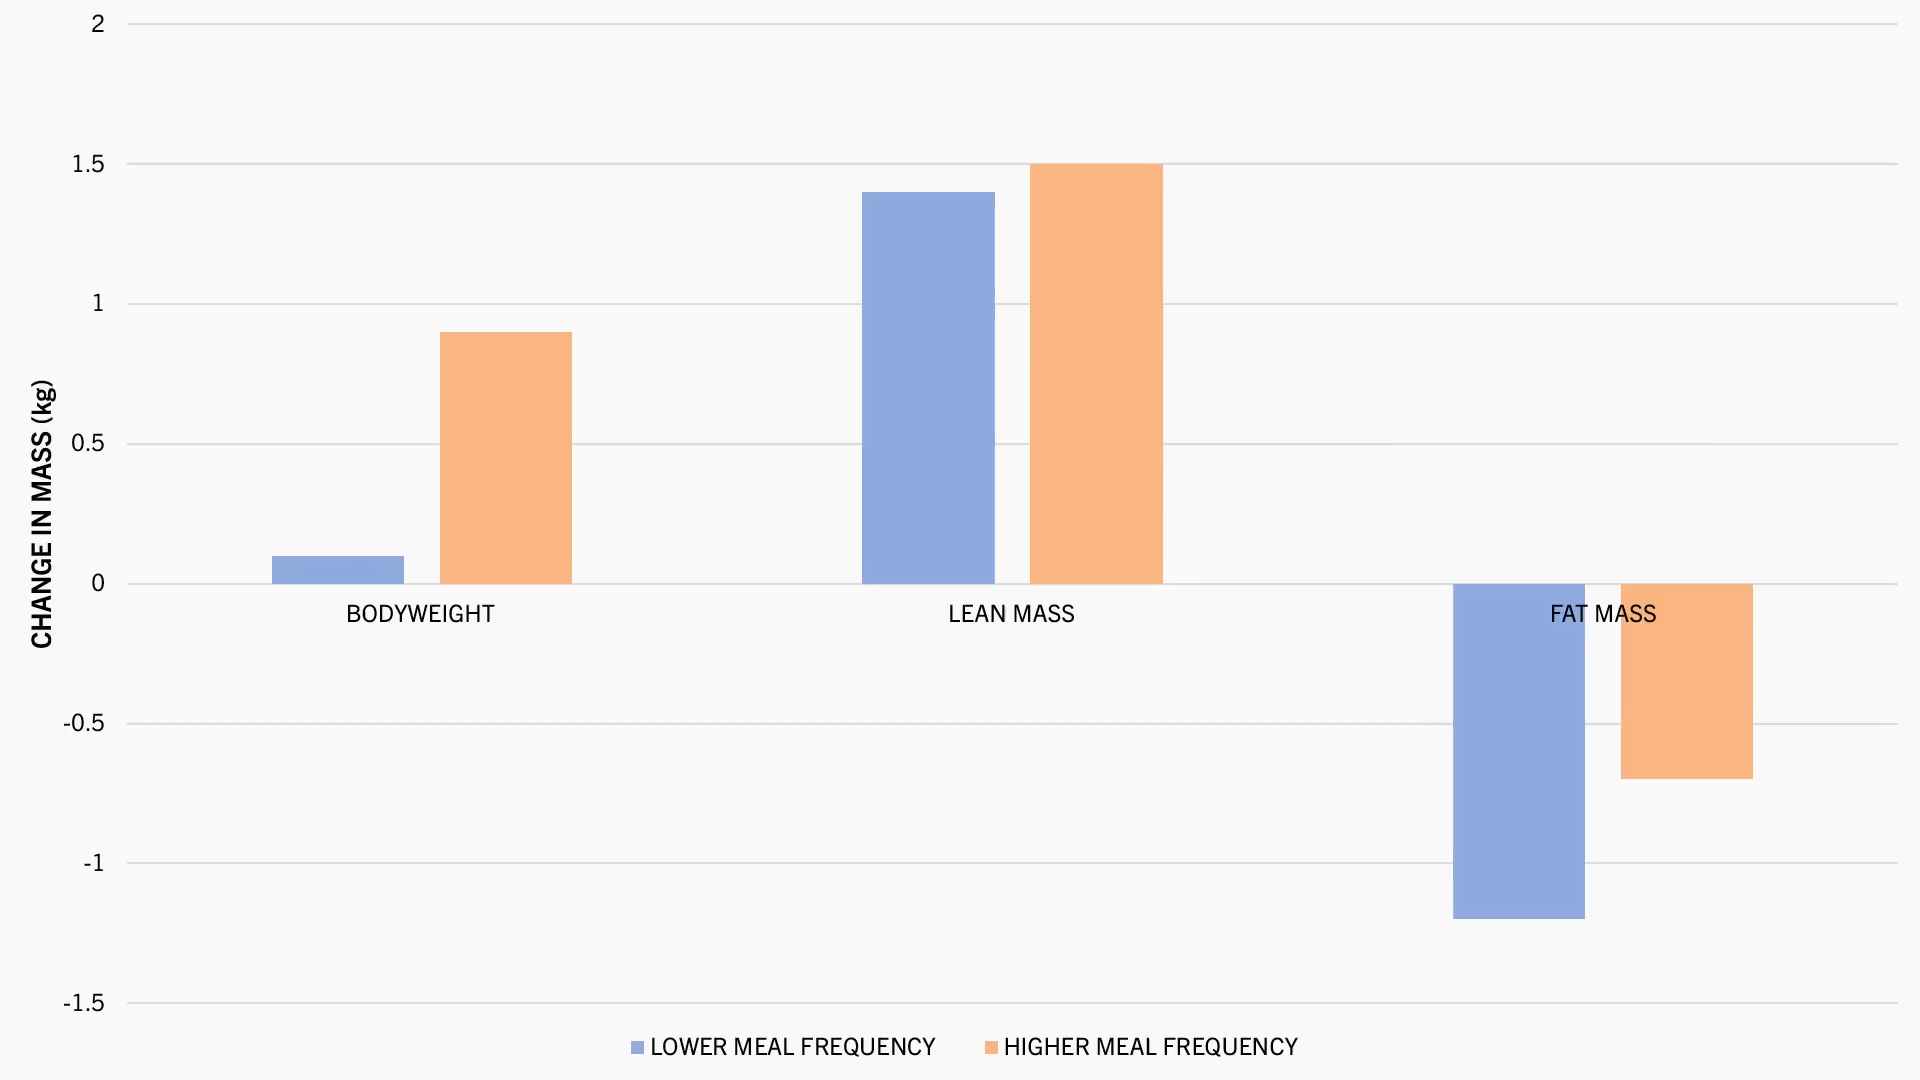 2
1.5
1
0.5
0
-0.5
-1
-1.5
CHANGE IN MASS (kg)
BODYWEIGHT
LEAN MASS
FAT MASS
LOWER MEAL FREQUENCY
HIGHER MEAL FREQUENCY